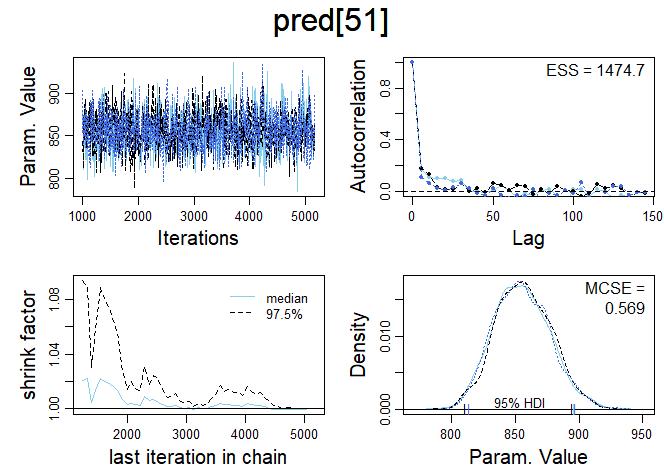 pred[51]
Param. Value
800
850
900
1000
2000
3000
4000
5000
Iterations
Autocorrelation
0.0
0.4
0.8
ESS = 1474.7
0
50
100
150
Lag
shrink factor
1.00
1.04
1.08
median
97.5%
2000
3000
4000
5000
last iteration in chain
Density
0.000
0.010
MCSE =
0.569
95% HDI
800
850
900
950
Param. Value